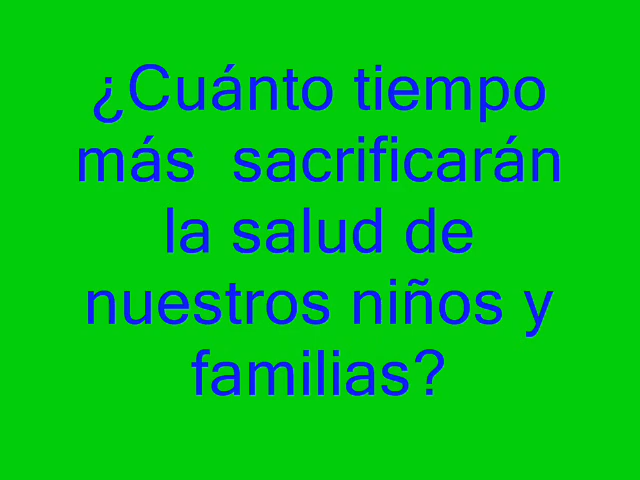 ¿Cuánto tiempo
más  sacrificarán
la salud de
nuestros niños y
familias?